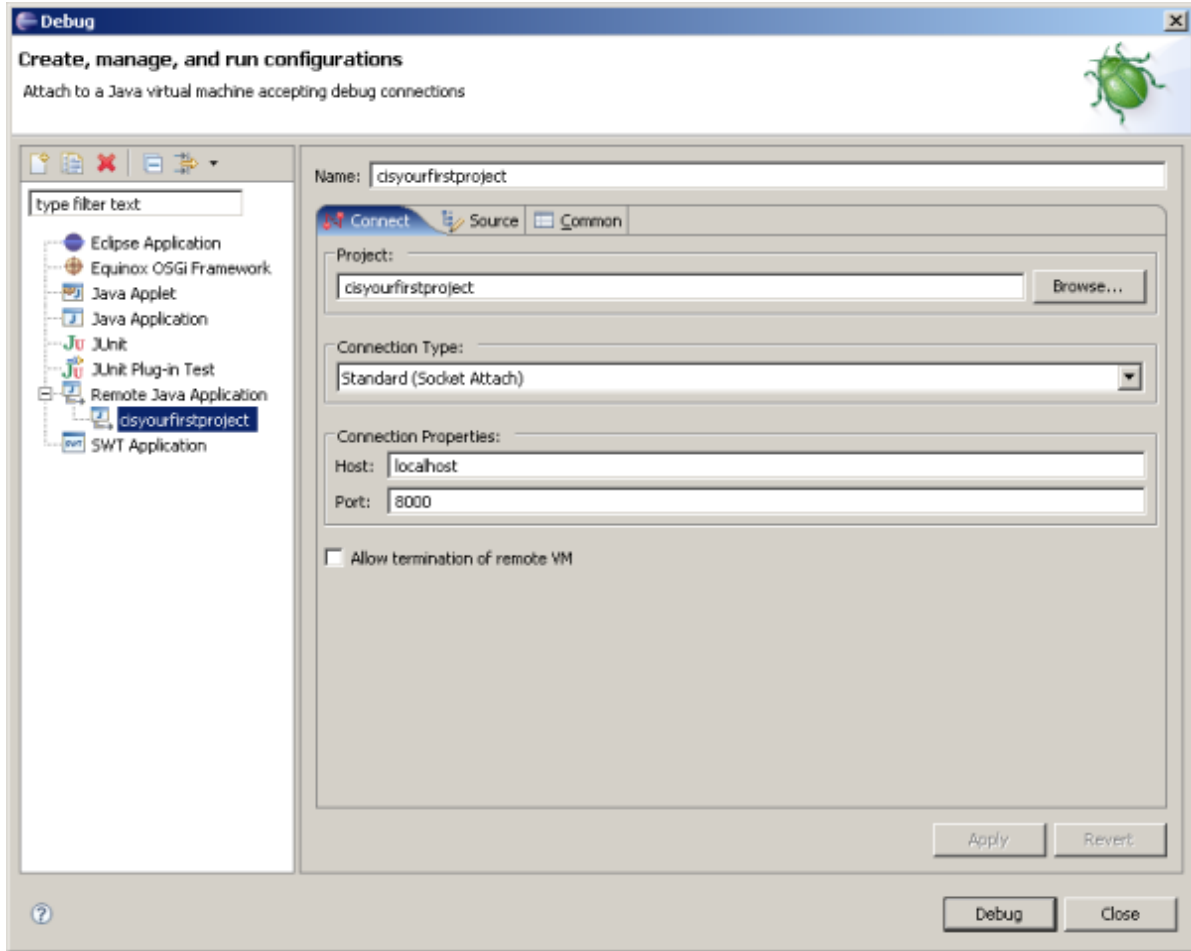 Debug
Create, manage, and run configurations
Attach to a Java virtual machine accepting debug connections
type filter text
Eclipse Application
Equinox OSGi Framework
Java Applet
Java Application
JUnit
JUnit Plug-in Test
Remote Java Application
cisyourfirstproject
SWT Application
Name: cisyourfirstproject
Connect Source Common
Project:
cisyourfirstproject Browse...
Connection Type:
Standard (Socket Attach)
Connection Properties:
Host: localhost
Port: 8000
Allow termination of remote VM
Apply Revert
Debug Close